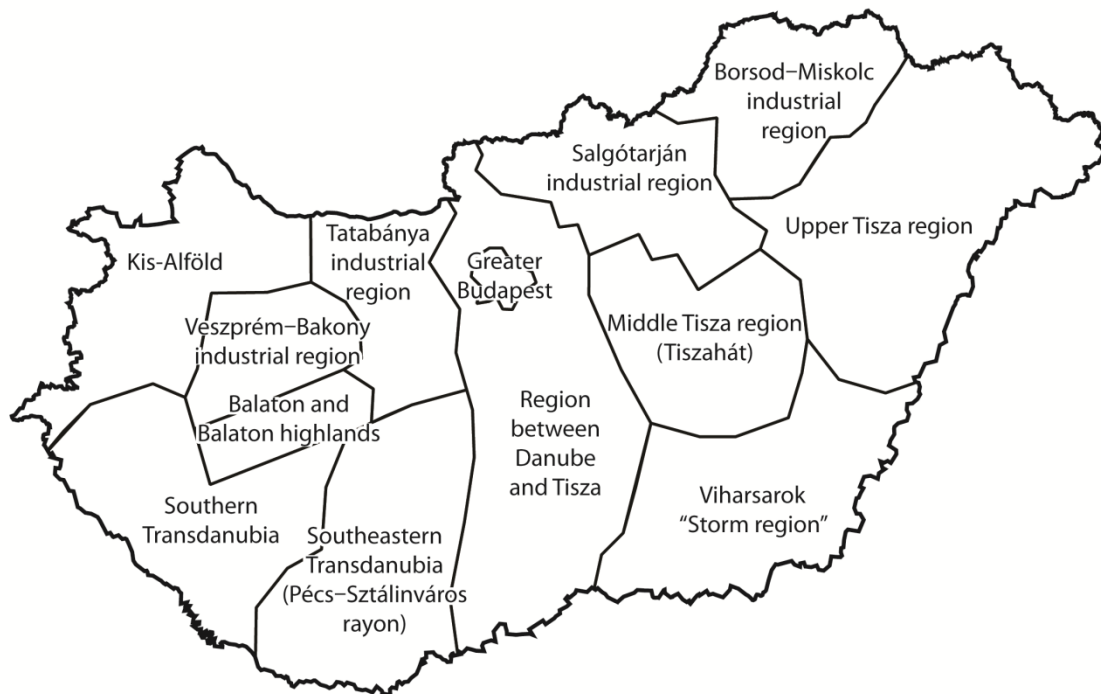 Borsod–Miskolc
industrial
region
Salgótarján
industrial region
Upper Tisza region
Tatabánya
industrial
region
Kis-Alföld
Greater
Budapest
Veszprém–Bakony
industrial region
Middle Tisza region
(Tiszahát)
Balaton and
Balaton highlands
Region
between
Danube
and Tisza
Southern
Transdanubia
Viharsarok
“Storm region”
Southeastern
Transdanubia
(Pécs–Sztálinváros
rayon)